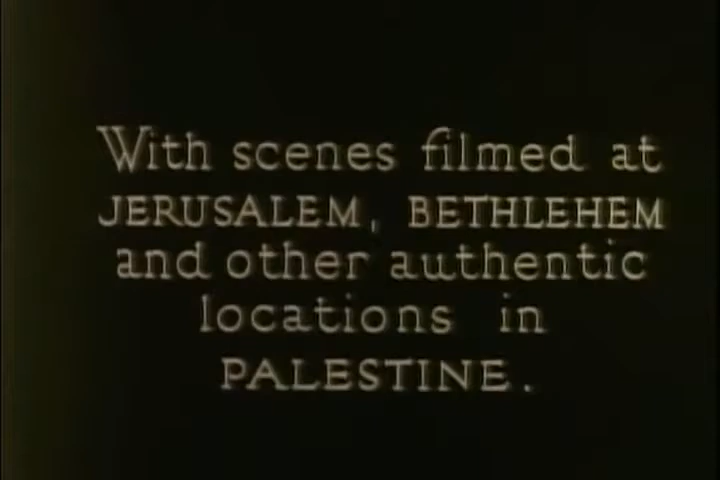 With scenes filmed at
JERUSALEM, BETHLEHEM
and other authentic
locations in
PALESTINE.